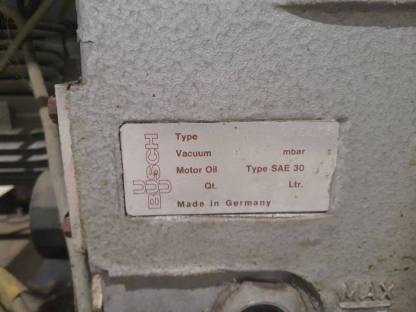 BUSCH
Type
Vacuum mbar
Motor Oil Type SAE 30
Qt. Ltr.
Made in Germany
MAX